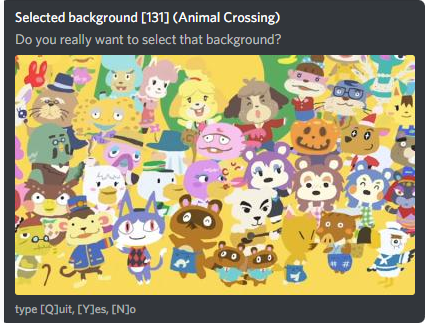 Selected background [131] (Animal Crossing)
Do you really want to select that background?
type [Q]uit, [Y]es, [N]o